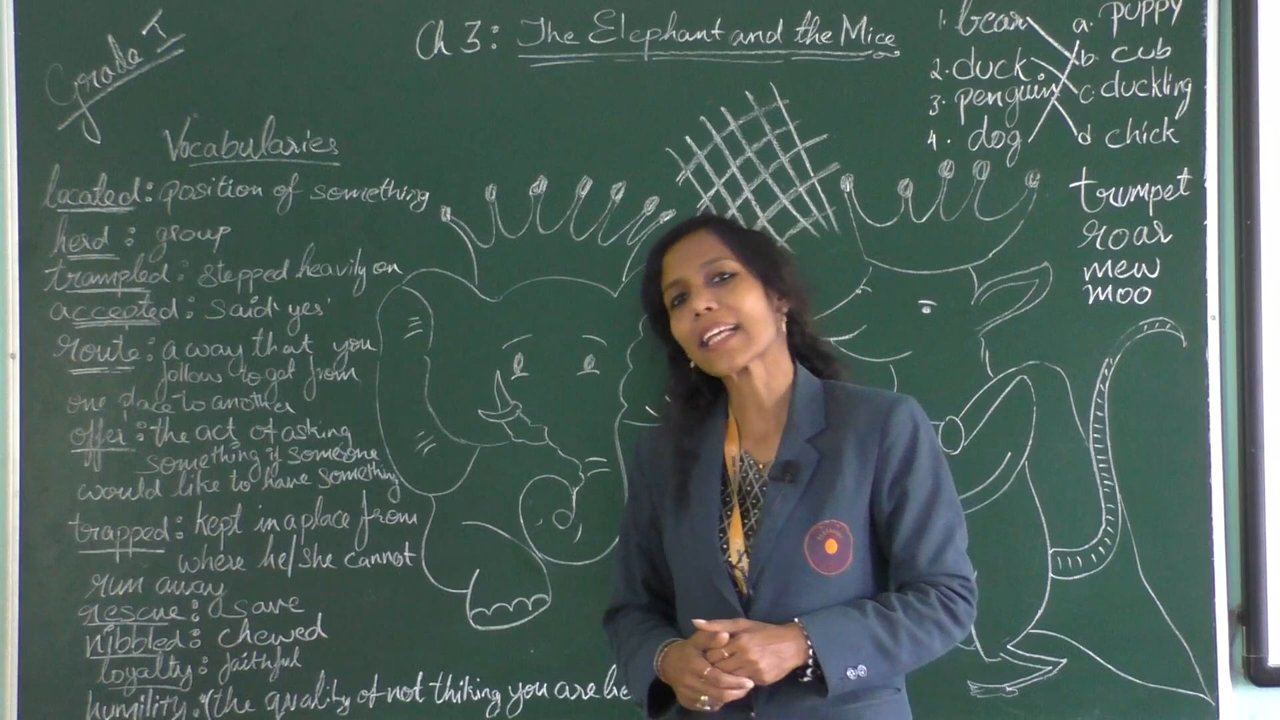 Grade I
Ch 3: The Elephant and the Mice
Vocabularies
located: position of something
herd: group
trampled: stepped heavily on
accepted: said 'yes'
route: a way that you
follow to get from
one place to another
offer: the act of asking
something if someone
would like to have something
trapped: kept in a place from
where he/she cannot
run away
rescue: save
nibbled: chewed
loyalty: faithful
humility: (the quality of not thiking you are be
1. bear a. puppy
2. duck b. cub
3. penguin c. duckling
4. dog d chick
trumpet
roar
mew
moo